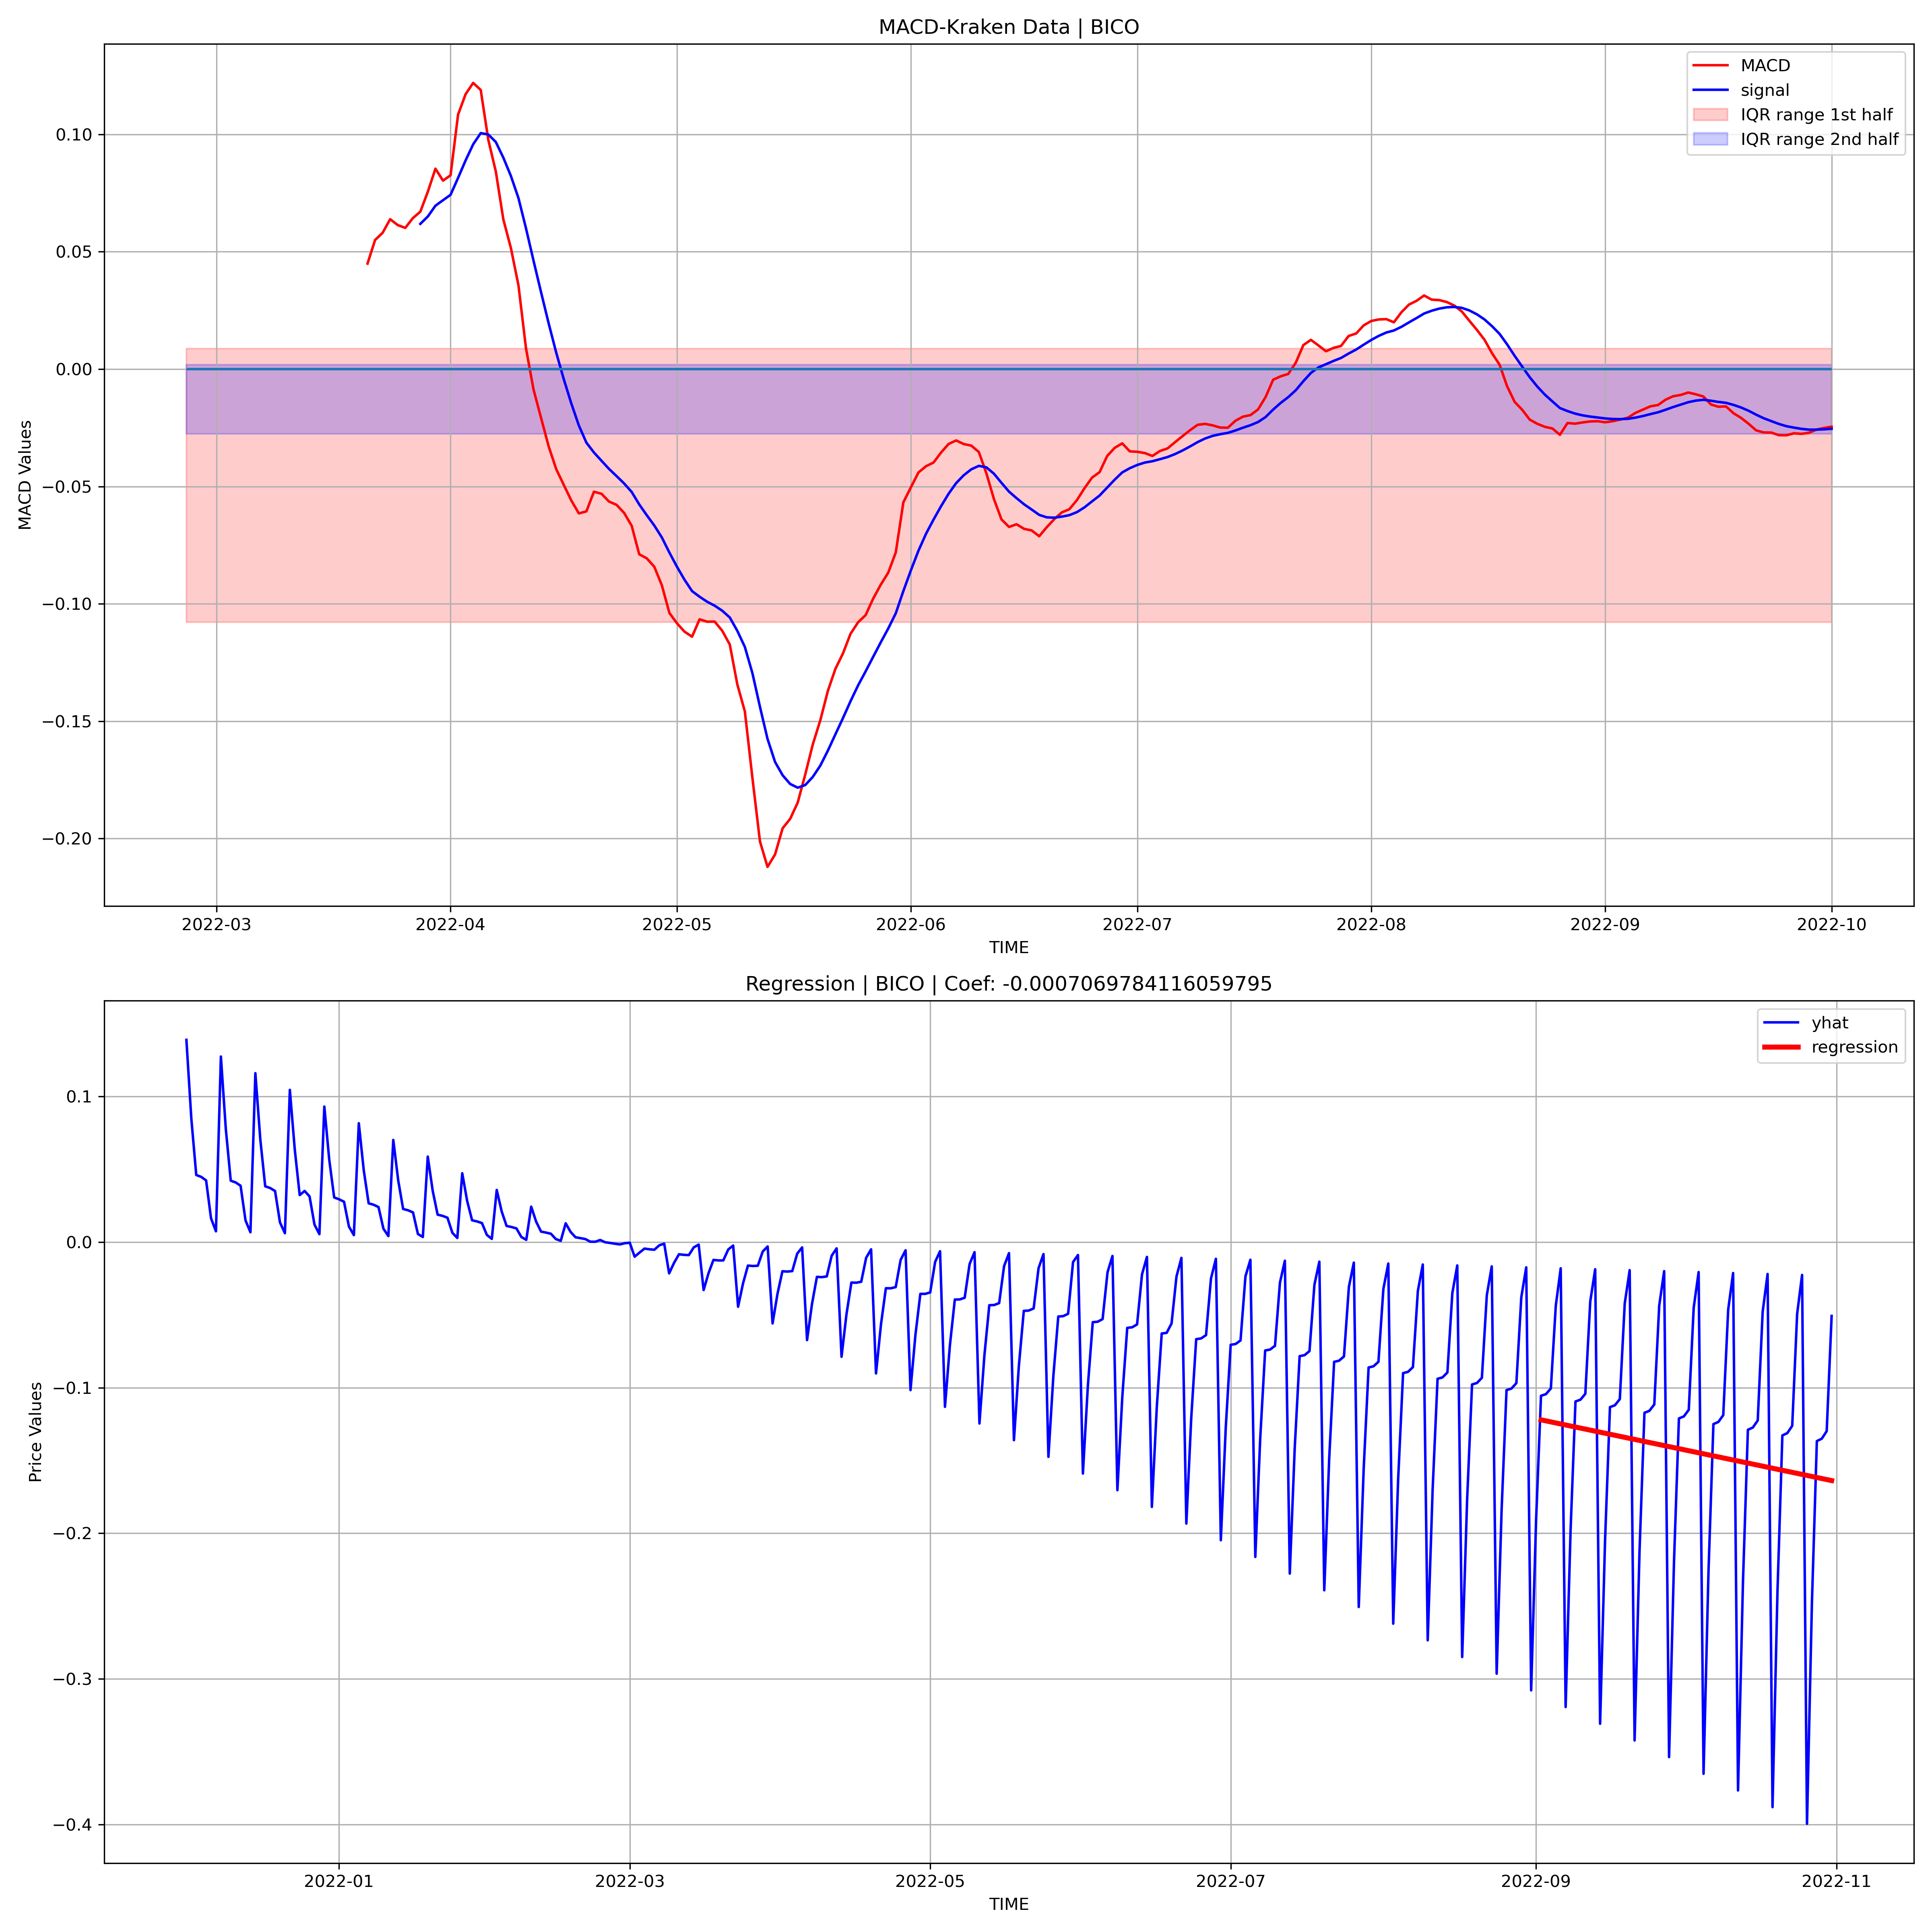 MACD-Kraken Data | BICO
MACD
signal
IQR range 1st half
IQR range 2nd half
0.10
0.05
0.00
−0.05
−0.10
−0.15
−0.20
MACD Values
2022-03 2022-04 2022-05 2022-06 2022-07 2022-08 2022-09 2022-10
TIME
Regression | BICO | Coef: -0.0007069784116059795
yhat
regression
0.1
0.0
−0.1
−0.2
−0.3
−0.4
Price Values
2022-01 2022-03 2022-05 2022-07 2022-09 2022-11
TIME